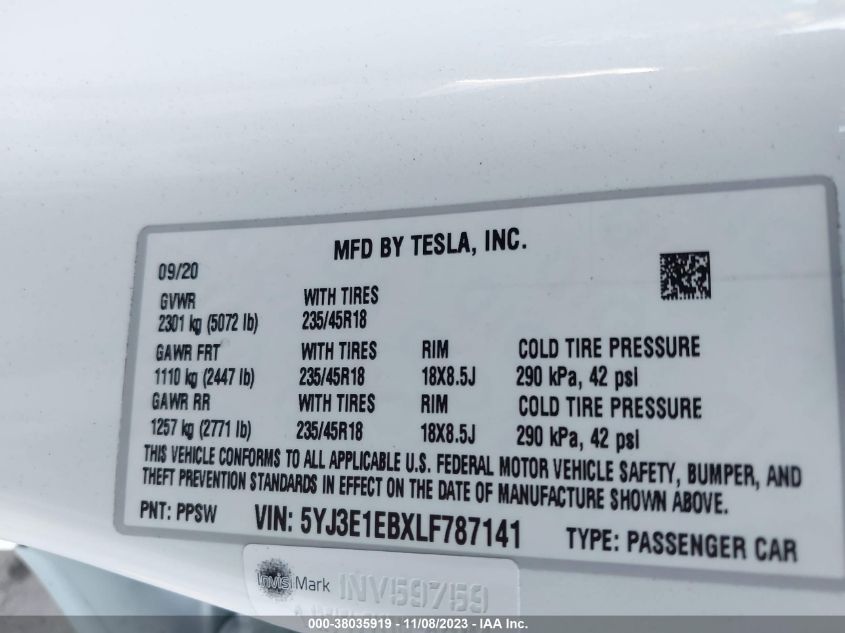 MFD BY TESLA, INC.
09/20
GVWR WITH TIRES
2301 kg (5072 lb) 235/45R18
GAWR FRT WITH TIRES RIM COLD TIRE PRESSURE
1110 kg (2447 lb) 235/45R18 18X8.5J 290 kPa, 42 psi
GAWR RR WITH TIRES RIM COLD TIRE PRESSURE
1257 kg (2771 lb) 235/45R18 18X8.5J 290 kPa, 42 psi
THIS VEHICLE CONFORMS TO ALL APPLICABLE U.S. FEDERAL MOTOR VEHICLE SAFETY, BUMPER, AND
THEFT PREVENTION STANDARDS IN EFFECT ON THE DATE OF MANUFACTURE SHOWN ABOVE.
PNT: PPSW VIN: 5YJ3E1EBXLF787141 TYPE: PASSENGER CAR
InvisiMark INV59759
000-38035919 - 11/08/2023 - IAA Inc.